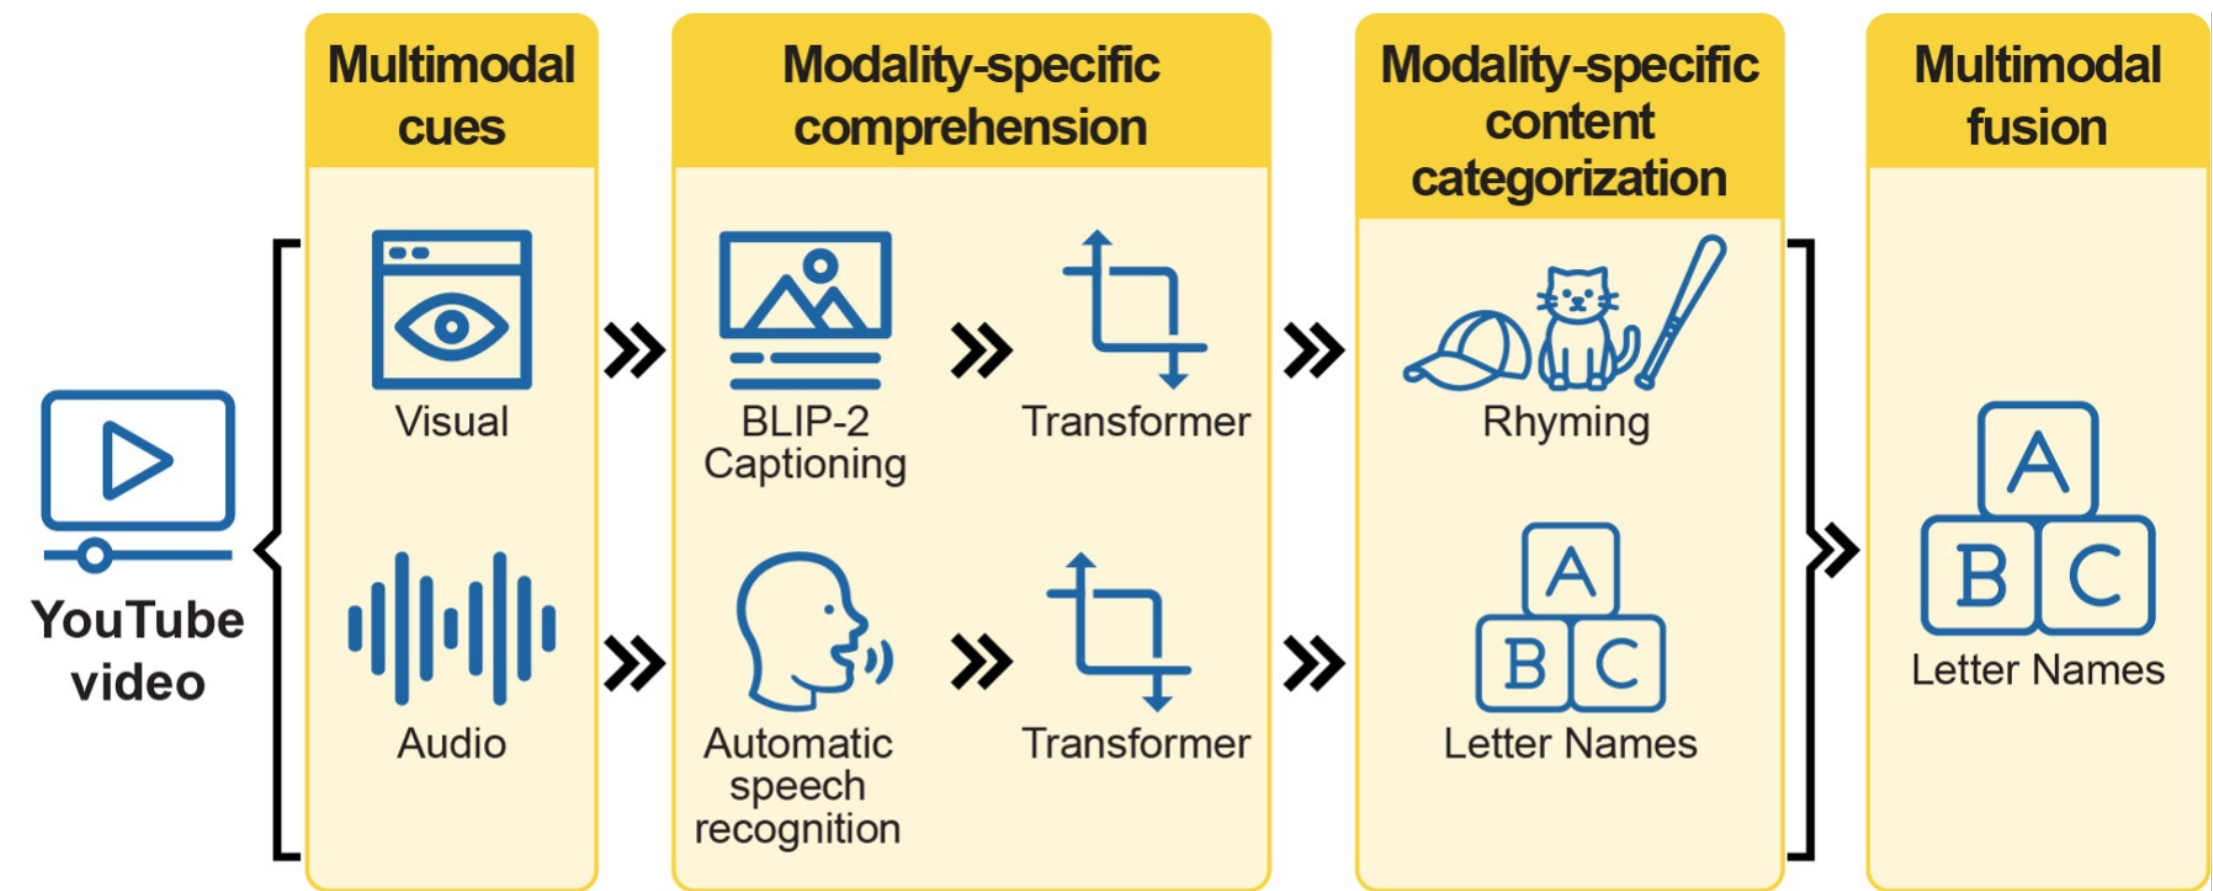 Multimodal
cues
Modality-specific
comprehension
Modality-specific
content
categorization
Multimodal
fusion
YouTube
video
Visual
BLIP-2
Captioning
Transformer
Rhyming
Audio
Automatic
speech
recognition
Transformer
A
B C
Letter Names
A
B C
Letter Names